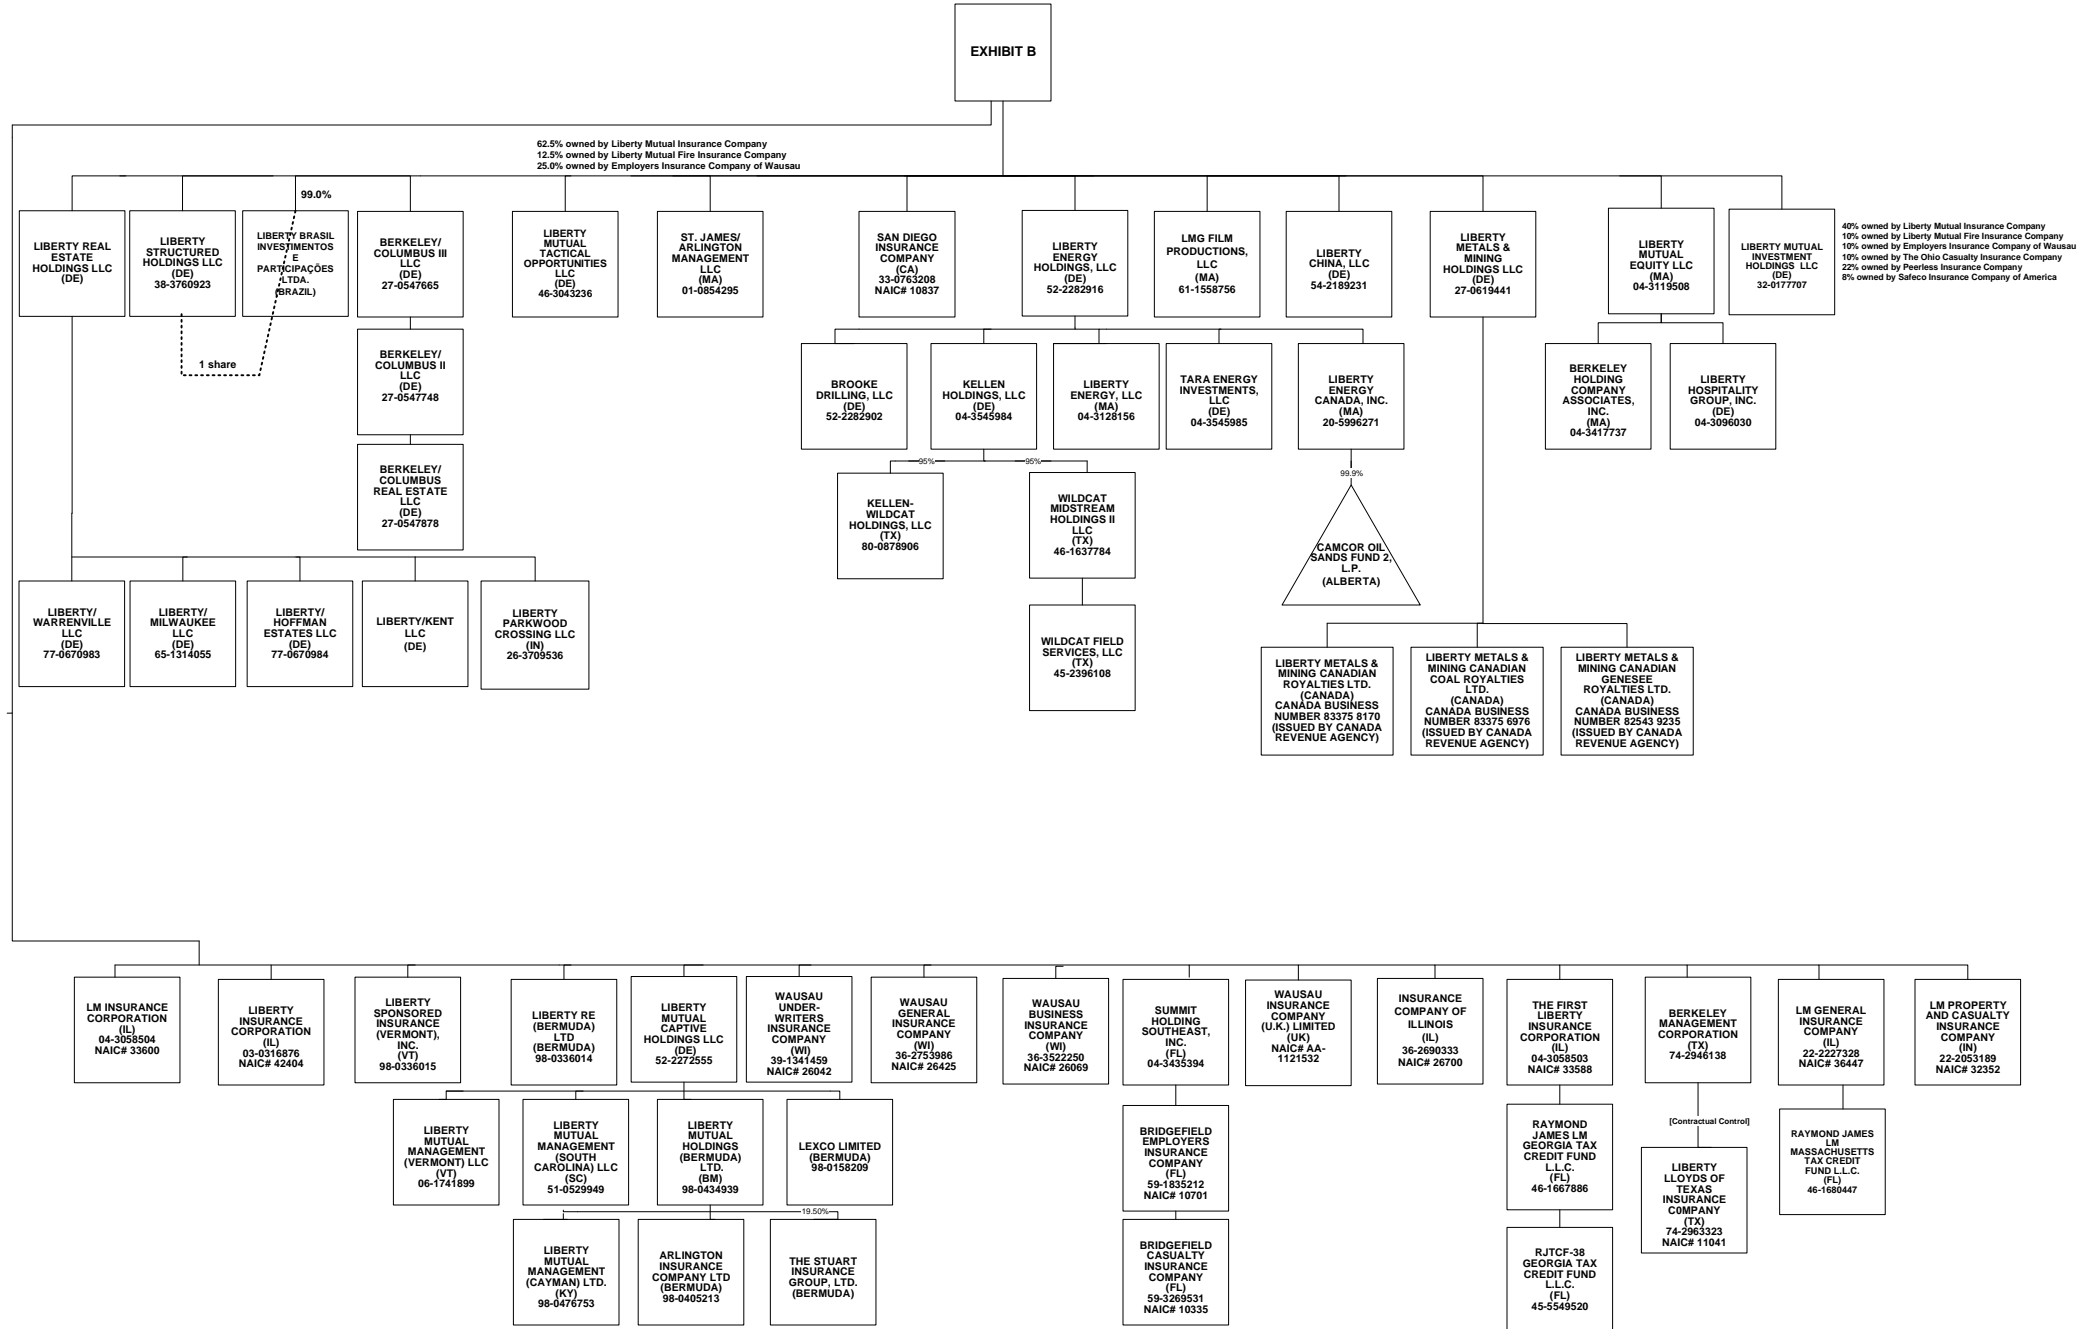 EXHIBIT B
62.5% owned by Liberty Mutual Insurance Company
12.5% owned by Liberty Mutual Fire Insurance Company
25.0% owned by Employers Insurance Company of Wausau
99.0%
LIBERTY REAL
ESTATE
HOLDINGS LLC
(DE)
LIBERTY
STRUCTURED
HOLDINGS LLC
(DE)
38-3760923
LIBERTY BRASIL
INVESTIMENTOS
E
PARTICIPAÇÕES
LTDA.
(BRAZIL)
1 share
BERKELEY/
COLUMBUS III
LLC
(DE)
27-0547665
LIBERTY
MUTUAL
TACTICAL
OPPORTUNITIES
LLC
(DE)
46-3043236
ST. JAMES/
ARLINGTON
MANAGEMENT
LLC
(MA)
01-0854295
SAN DIEGO
INSURANCE
COMPANY
(CA)
33-0763208
NAIC# 10837
LIBERTY
ENERGY
HOLDINGS, LLC
(DE)
52-2282916
LMG FILM
PRODUCTIONS,
LLC
(MA)
61-1558756
LIBERTY
CHINA, LLC
(DE)
54-2189231
LIBERTY
METALS &
MINING
HOLDINGS LLC
(DE)
27-0619441
LIBERTY
MUTUAL
EQUITY LLC
(MA)
04-3119508
LIBERTY MUTUAL
INVESTMENT
HOLDINGS  LLC
(DE)
32-0177707
40% owned by Liberty Mutual Insurance Company
10% owned by Liberty Mutual Fire Insurance Company
10% owned by Employers Insurance Company of Wausau
10% owned by The Ohio Casualty Insurance Company
22% owned by Peerless Insurance Company
8% owned by Safeco Insurance Company of America
BERKELEY/
COLUMBUS II
LLC
(DE)
27-0547748
BROOKE
DRILLING, LLC
(DE)
52-2282902
KELLEN
HOLDINGS, LLC
(DE)
04-3545984
LIBERTY
ENERGY, LLC
(MA)
04-3128156
TARA ENERGY
INVESTMENTS,
LLC
(DE)
04-3545985
LIBERTY
ENERGY
CANADA, INC.
(MA)
20-5996271
BERKELEY
HOLDING
COMPANY
ASSOCIATES,
INC.
(MA)
04-3417737
LIBERTY
HOSPITALITY
GROUP, INC.
(DE)
04-3096030
BERKELEY/
COLUMBUS
REAL ESTATE
LLC
(DE)
27-0547878
95%
95%
99.9%
KELLEN-
WILDCAT
HOLDINGS, LLC
(TX)
80-0878906
WILDCAT
MIDSTREAM
HOLDINGS II
LLC
(TX)
46-1637784
CAMCOR OIL
SANDS FUND 2,
L.P.
(ALBERTA)
LIBERTY/
WARRENVILLE
LLC
(DE)
77-0670983
LIBERTY/
MILWAUKEE
LLC
(DE)
65-1314055
LIBERTY/
HOFFMAN
ESTATES LLC
(DE)
77-0670984
LIBERTY/KENT
LLC
(DE)
LIBERTY
PARKWOOD
CROSSING LLC
(IN)
26-3709536
WILDCAT FIELD
SERVICES, LLC
(TX)
45-2396108
LIBERTY METALS &
MINING CANADIAN
ROYALTIES LTD.
(CANADA)
CANADA BUSINESS
NUMBER 83375 8170
(ISSUED BY CANADA
REVENUE AGENCY)
LIBERTY METALS &
MINING CANADIAN
COAL ROYALTIES
LTD.
(CANADA)
CANADA BUSINESS
NUMBER 83375 6976
(ISSUED BY CANADA
REVENUE AGENCY)
LIBERTY METALS &
MINING CANADIAN
GENESEE
ROYALTIES LTD.
(CANADA)
CANADA BUSINESS
NUMBER 82543 9235
(ISSUED BY CANADA
REVENUE AGENCY)
LM INSURANCE
CORPORATION
(IL)
04-3058504
NAIC# 33600
LIBERTY
INSURANCE
CORPORATION
(IL)
03-0316876
NAIC# 42404
LIBERTY
SPONSORED
INSURANCE
(VERMONT),
INC.
(VT)
98-0336015
LIBERTY RE
(BERMUDA)
LTD
(BERMUDA)
98-0336014
LIBERTY
MUTUAL
CAPTIVE
HOLDINGS LLC
(DE)
52-2272555
WAUSAU
UNDER-
WRITERS
INSURANCE
COMPANY
(WI)
39-1341459
NAIC# 26042
WAUSAU
GENERAL
INSURANCE
COMPANY
(WI)
36-2753986
NAIC# 26425
WAUSAU
BUSINESS
INSURANCE
COMPANY
(WI)
36-3522250
NAIC# 26069
SUMMIT
HOLDING
SOUTHEAST,
INC.
(FL)
04-3435394
WAUSAU
INSURANCE
COMPANY
(U.K.) LIMITED
(UK)
NAIC# AA-
1121532
INSURANCE
COMPANY OF
ILLINOIS
(IL)
36-2690333
NAIC# 26700
THE FIRST
LIBERTY
INSURANCE
CORPORATION
(IL)
04-3058503
NAIC# 33588
BERKELEY
MANAGEMENT
CORPORATION
(TX)
74-2946138
LM GENERAL
INSURANCE
COMPANY
(IL)
22-2227328
NAIC# 36447
LM PROPERTY
AND CASUALTY
INSURANCE
COMPANY
(IN)
22-2053189
NAIC# 32352
LIBERTY
MUTUAL
MANAGEMENT
(VERMONT) LLC
(VT)
06-1741899
LIBERTY
MUTUAL
MANAGEMENT
(SOUTH
CAROLINA) LLC
(SC)
51-0529949
LIBERTY
MUTUAL
HOLDINGS
(BERMUDA)
LTD.
(BM)
98-0434939
LEXCO LIMITED
(BERMUDA)
98-0158209
BRIDGEFIELD
EMPLOYERS
INSURANCE
COMPANY
(FL)
59-1835212
NAIC# 10701
RAYMOND
JAMES LM
GEORGIA TAX
CREDIT FUND
L.L.C.
(FL)
46-1667886
[Contractual Control]
LIBERTY
LLOYDS OF
TEXAS
INSURANCE
C0MPANY
(TX)
74-2963323
NAIC# 11041
RAYMOND JAMES
LM
MASSACHUSETTS
TAX CREDIT
FUND L.L.C.
(FL)
46-1680447
19.50%
LIBERTY
MUTUAL
MANAGEMENT
(CAYMAN) LTD.
(KY)
98-0476753
ARLINGTON
INSURANCE
COMPANY LTD
(BERMUDA)
98-0405213
THE STUART
INSURANCE
GROUP, LTD.
(BERMUDA)
BRIDGEFIELD
CASUALTY
INSURANCE
COMPANY
(FL)
59-3269531
NAIC# 10335
RJTCF-38
GEORGIA TAX
CREDIT FUND
L.L.C.
(FL)
45-5549520